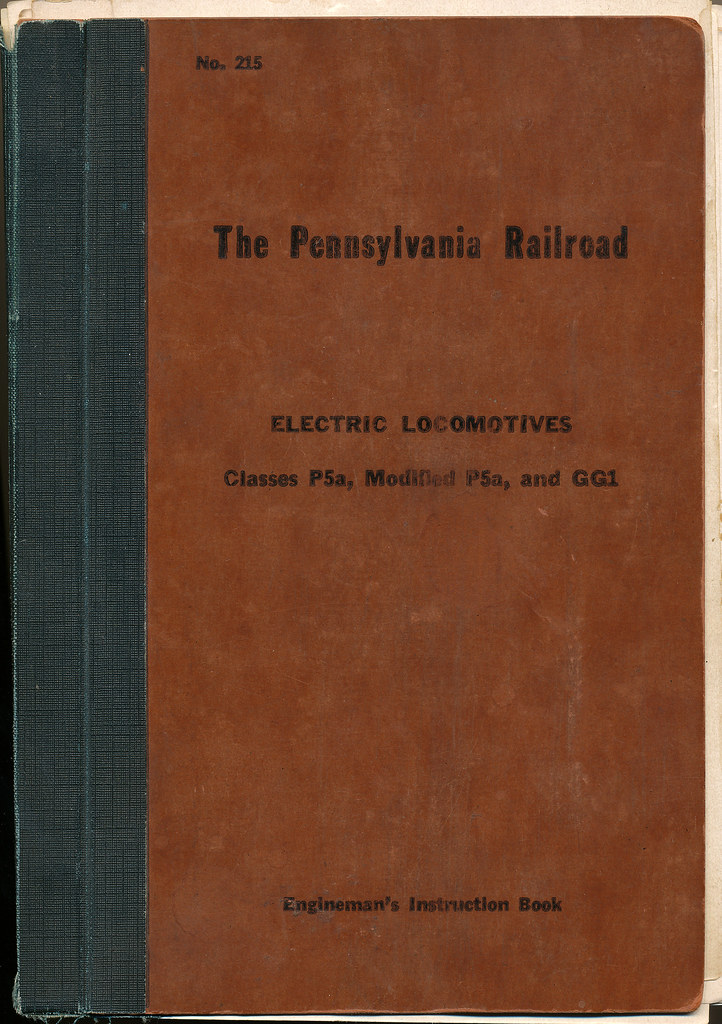 No. 215
The Pennsylvania Railroad
ELECTRIC LOCOMOTIVES
Classes P5a, Modified P5a, and GG1
Engineman's Instruction Book